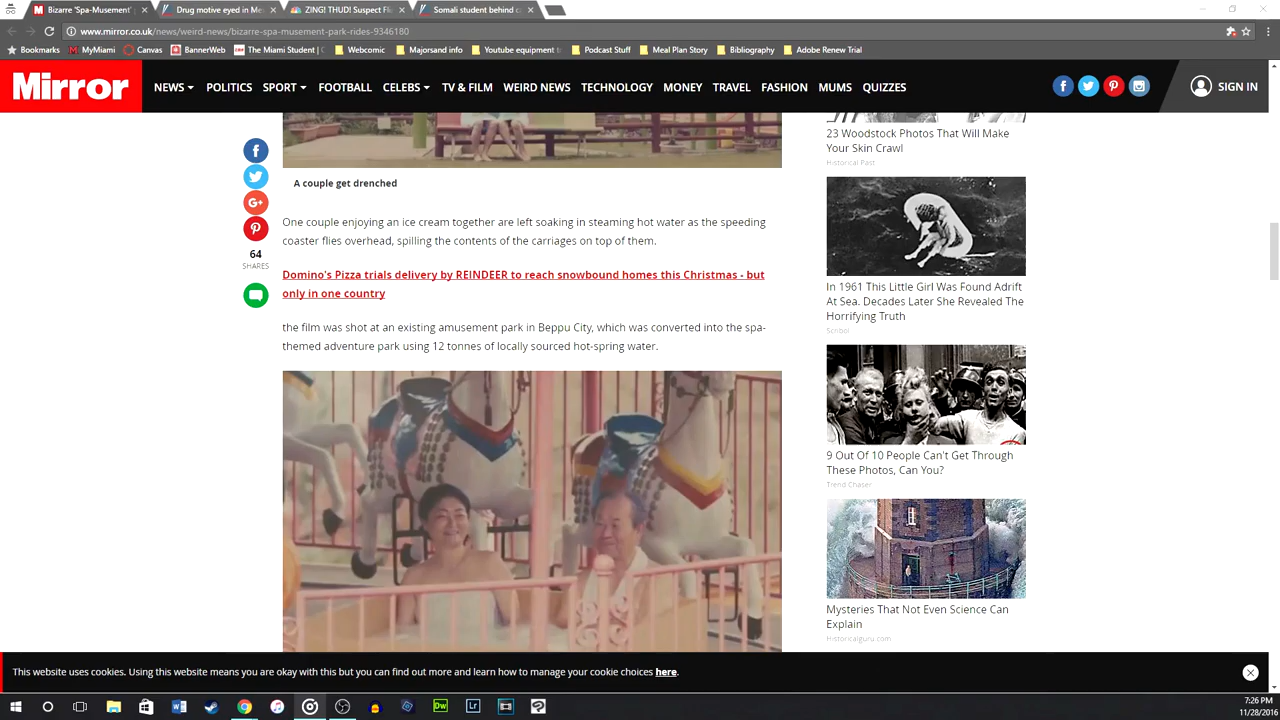 Bizarre 'Spa-Musement'
Drug motive eyed in Me
ZING! THUD! Suspect Fl
Somali student behind c
www.mirror.co.uk/news/weird-news/bizarre-spa-musement-park-rides-9346180
Bookmarks MyMiami Canvas BannerWeb The Miami Student | Webcomic Majorsand info Youtube equipment t Podcast Stuff Meal Plan Story Bibliography Adobe Renew Trial
Mirror NEWS POLITICS SPORT FOOTBALL CELEBS TV & FILM WEIRD NEWS TECHNOLOGY MONEY TRAVEL FASHION MUMS QUIZZES SIGN IN
A couple get drenched
One couple enjoying an ice cream together are left soaking in steaming hot water as the speeding
coaster flies overhead, spilling the contents of the carriages on top of them.
64
SHARES
Domino's Pizza trials delivery by REINDEER to reach snowbound homes this Christmas - but
only in one country
the film was shot at an existing amusement park in Beppu City, which was converted into the spa-
themed adventure park using 12 tonnes of locally sourced hot-spring water.
23 Woodstock Photos That Will Make
Your Skin Crawl
Historical Past
In 1961 This Little Girl Was Found Adrift
At Sea. Decades Later She Revealed The
Horrifying Truth
Scribol
9 Out Of 10 People Can't Get Through
These Photos, Can You?
Trend Chaser
Mysteries That Not Even Science Can
Explain
Historicalguru.com
This website uses cookies. Using this website means you are okay with this but you can find out more and learn how to manage your cookie choices here.
Dw
7:26 PM
11/28/2016